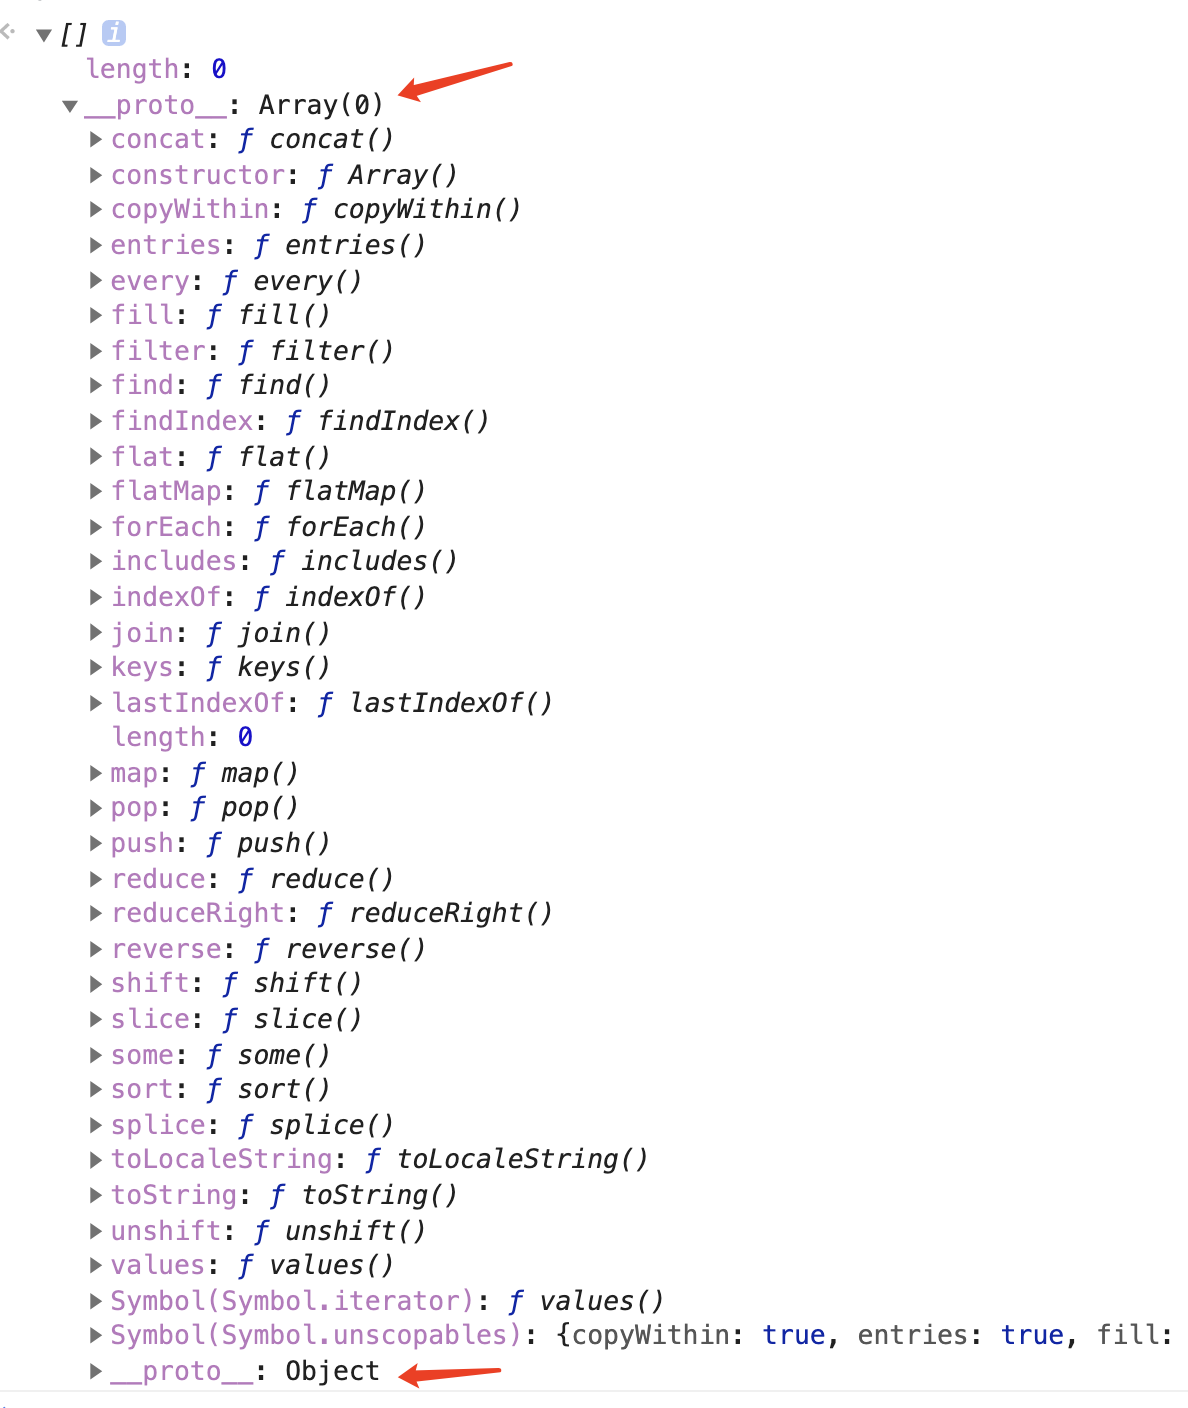 [] i
length: 0
__proto__: Array(0)
concat: ƒ concat()
constructor: ƒ Array()
copyWithin: ƒ copyWithin()
entries: ƒ entries()
every: ƒ every()
fill: ƒ fill()
filter: ƒ filter()
find: ƒ find()
findIndex: ƒ findIndex()
flat: ƒ flat()
flatMap: ƒ flatMap()
forEach: ƒ forEach()
includes: ƒ includes()
indexOf: ƒ indexOf()
join: ƒ join()
keys: ƒ keys()
lastIndexOf: ƒ lastIndexOf()
length: 0
map: ƒ map()
pop: ƒ pop()
push: ƒ push()
reduce: ƒ reduce()
reduceRight: ƒ reduceRight()
reverse: ƒ reverse()
shift: ƒ shift()
slice: ƒ slice()
some: ƒ some()
sort: ƒ sort()
splice: ƒ splice()
toLocaleString: ƒ toLocaleString()
toString: ƒ toString()
unshift: ƒ unshift()
values: ƒ values()
Symbol(Symbol.iterator): ƒ values()
Symbol(Symbol.unscopables): {copyWithin: true, entries: true, fill:
__proto__: Object